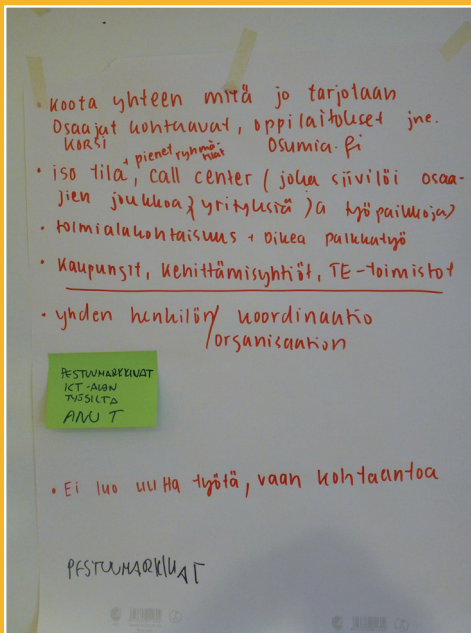 • koota yhteen mitä jo tarjotaan
Osaajat kohtaavat, oppilaitokset jne.
KORSI Osumia.fi
+ pienet ryhmä-
tilat
• iso tila, call center (joka siivilöi osaa-
jien joukkoa) yrityksiä ja työpaikkoja)
• toimialakohtaisuus + oikea palkkatyö
• kaupungit, kehittämisyhtiöt, TE-toimistot
• yhden henkilön / koordinaatio
/organisaation
PESTUUMARKKINAT
ICT-ALAN
TYÖSILTA
ANU T
• Ei luo uutta työtä, vaan kohtaantoa
PESTUUMARKKINAT